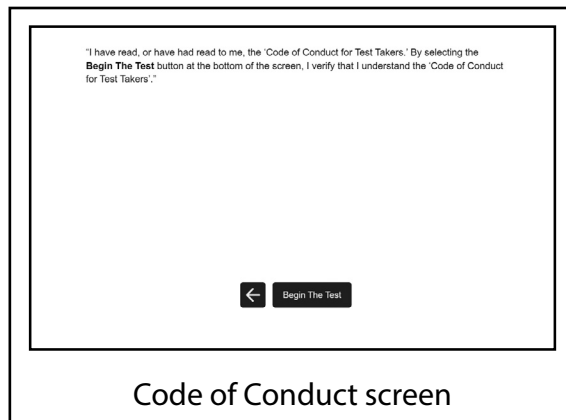 "I have read, or have had read to me, the 'Code of Conduct for Test Takers.' By selecting the
Begin The Test button at the bottom of the screen, I verify that I understand the 'Code of Conduct
for Test Takers'."
Begin The Test
Code of Conduct screen